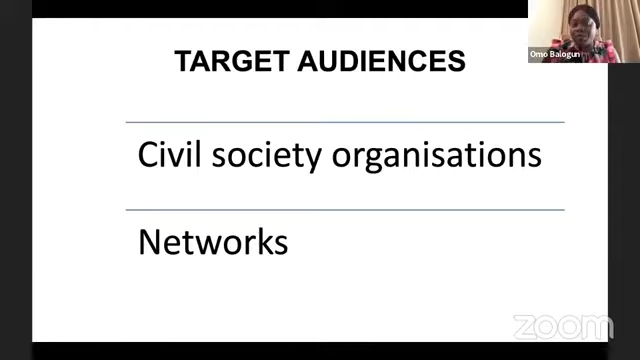 Omo Balogun
TARGET AUDIENCES
Civil society organisations
Networks
zoom